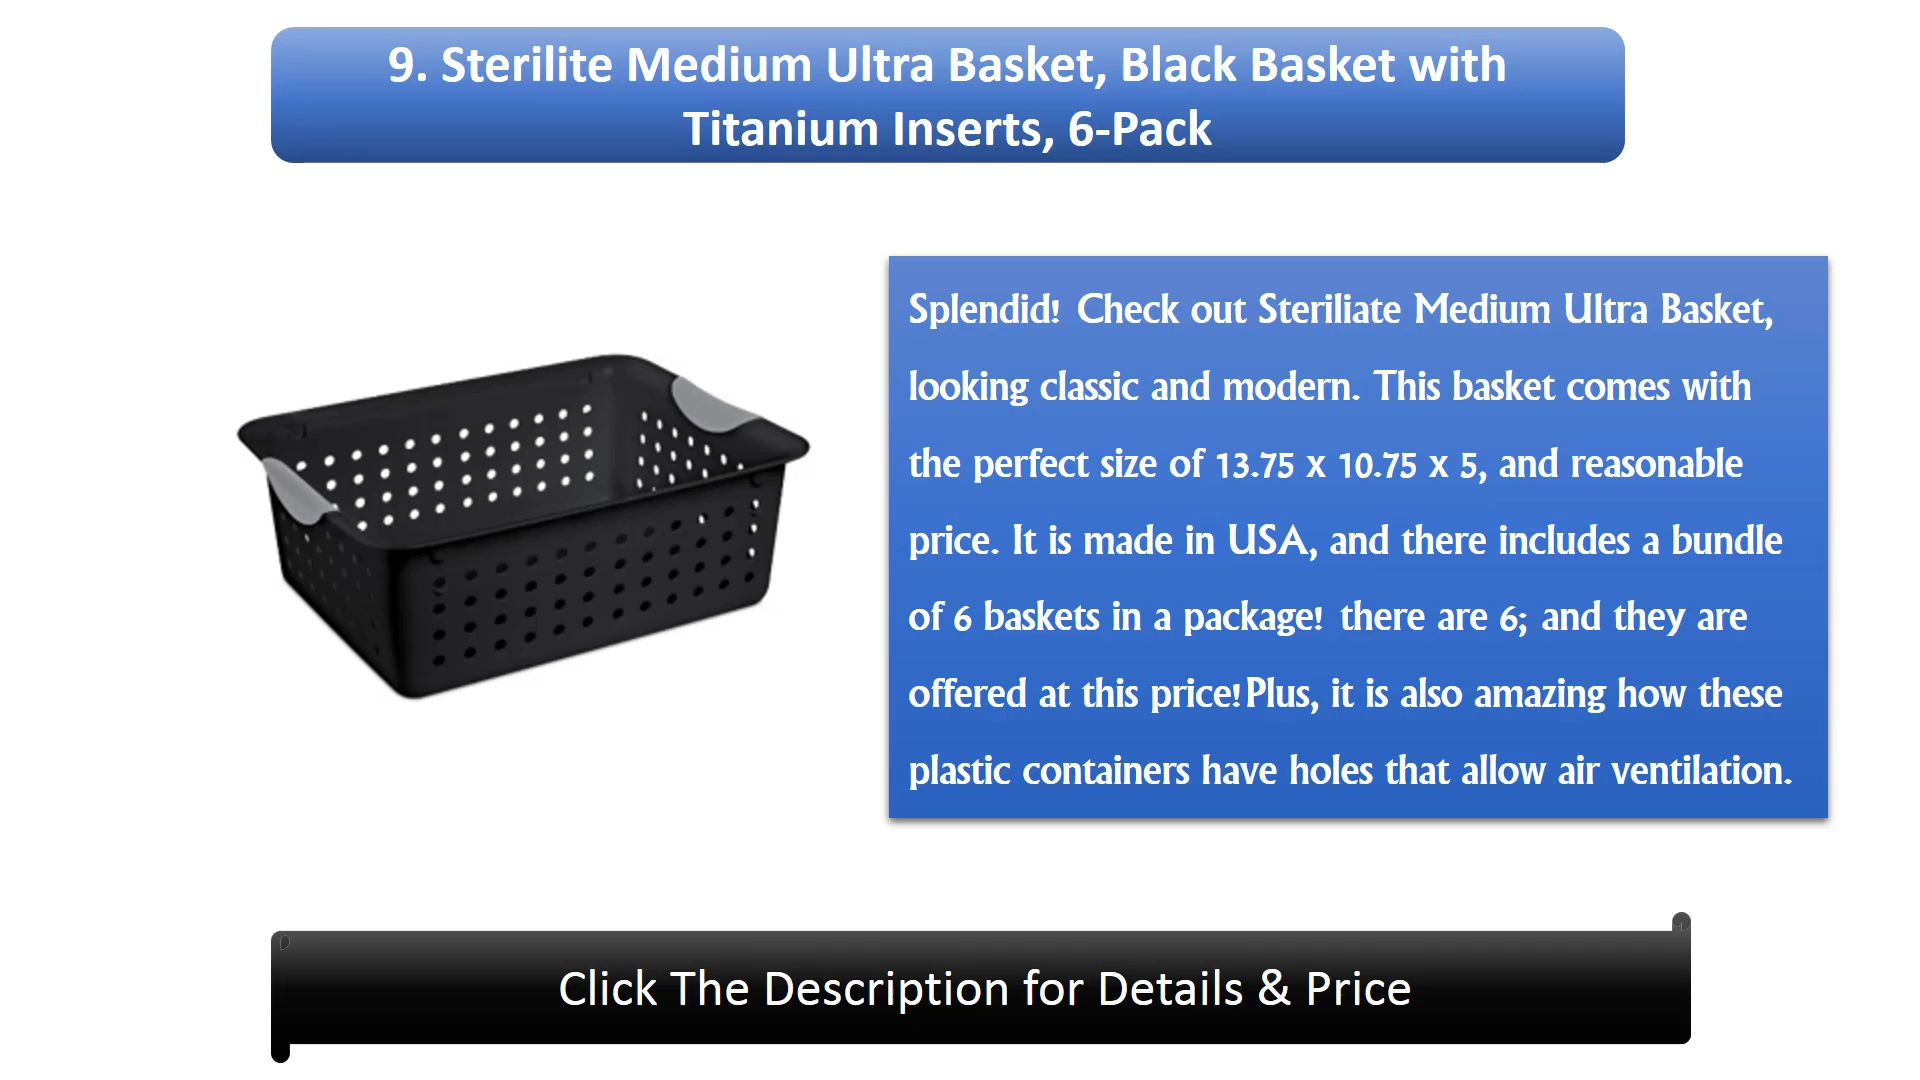 9. Sterilite Medium Ultra Basket, Black Basket with
Titanium Inserts, 6-Pack
Splendid! Check out Steriliate Medium Ultra Basket,
looking classic and modern. This basket comes with
the perfect size of 13.75 x 10.75 x 5, and reasonable
price. It is made in USA, and there includes a bundle
of 6 baskets in a package! there are 6; and they are
offered at this price!Plus, it is also amazing how these
plastic containers have holes that allow air ventilation.
Click The Description for Details & Price